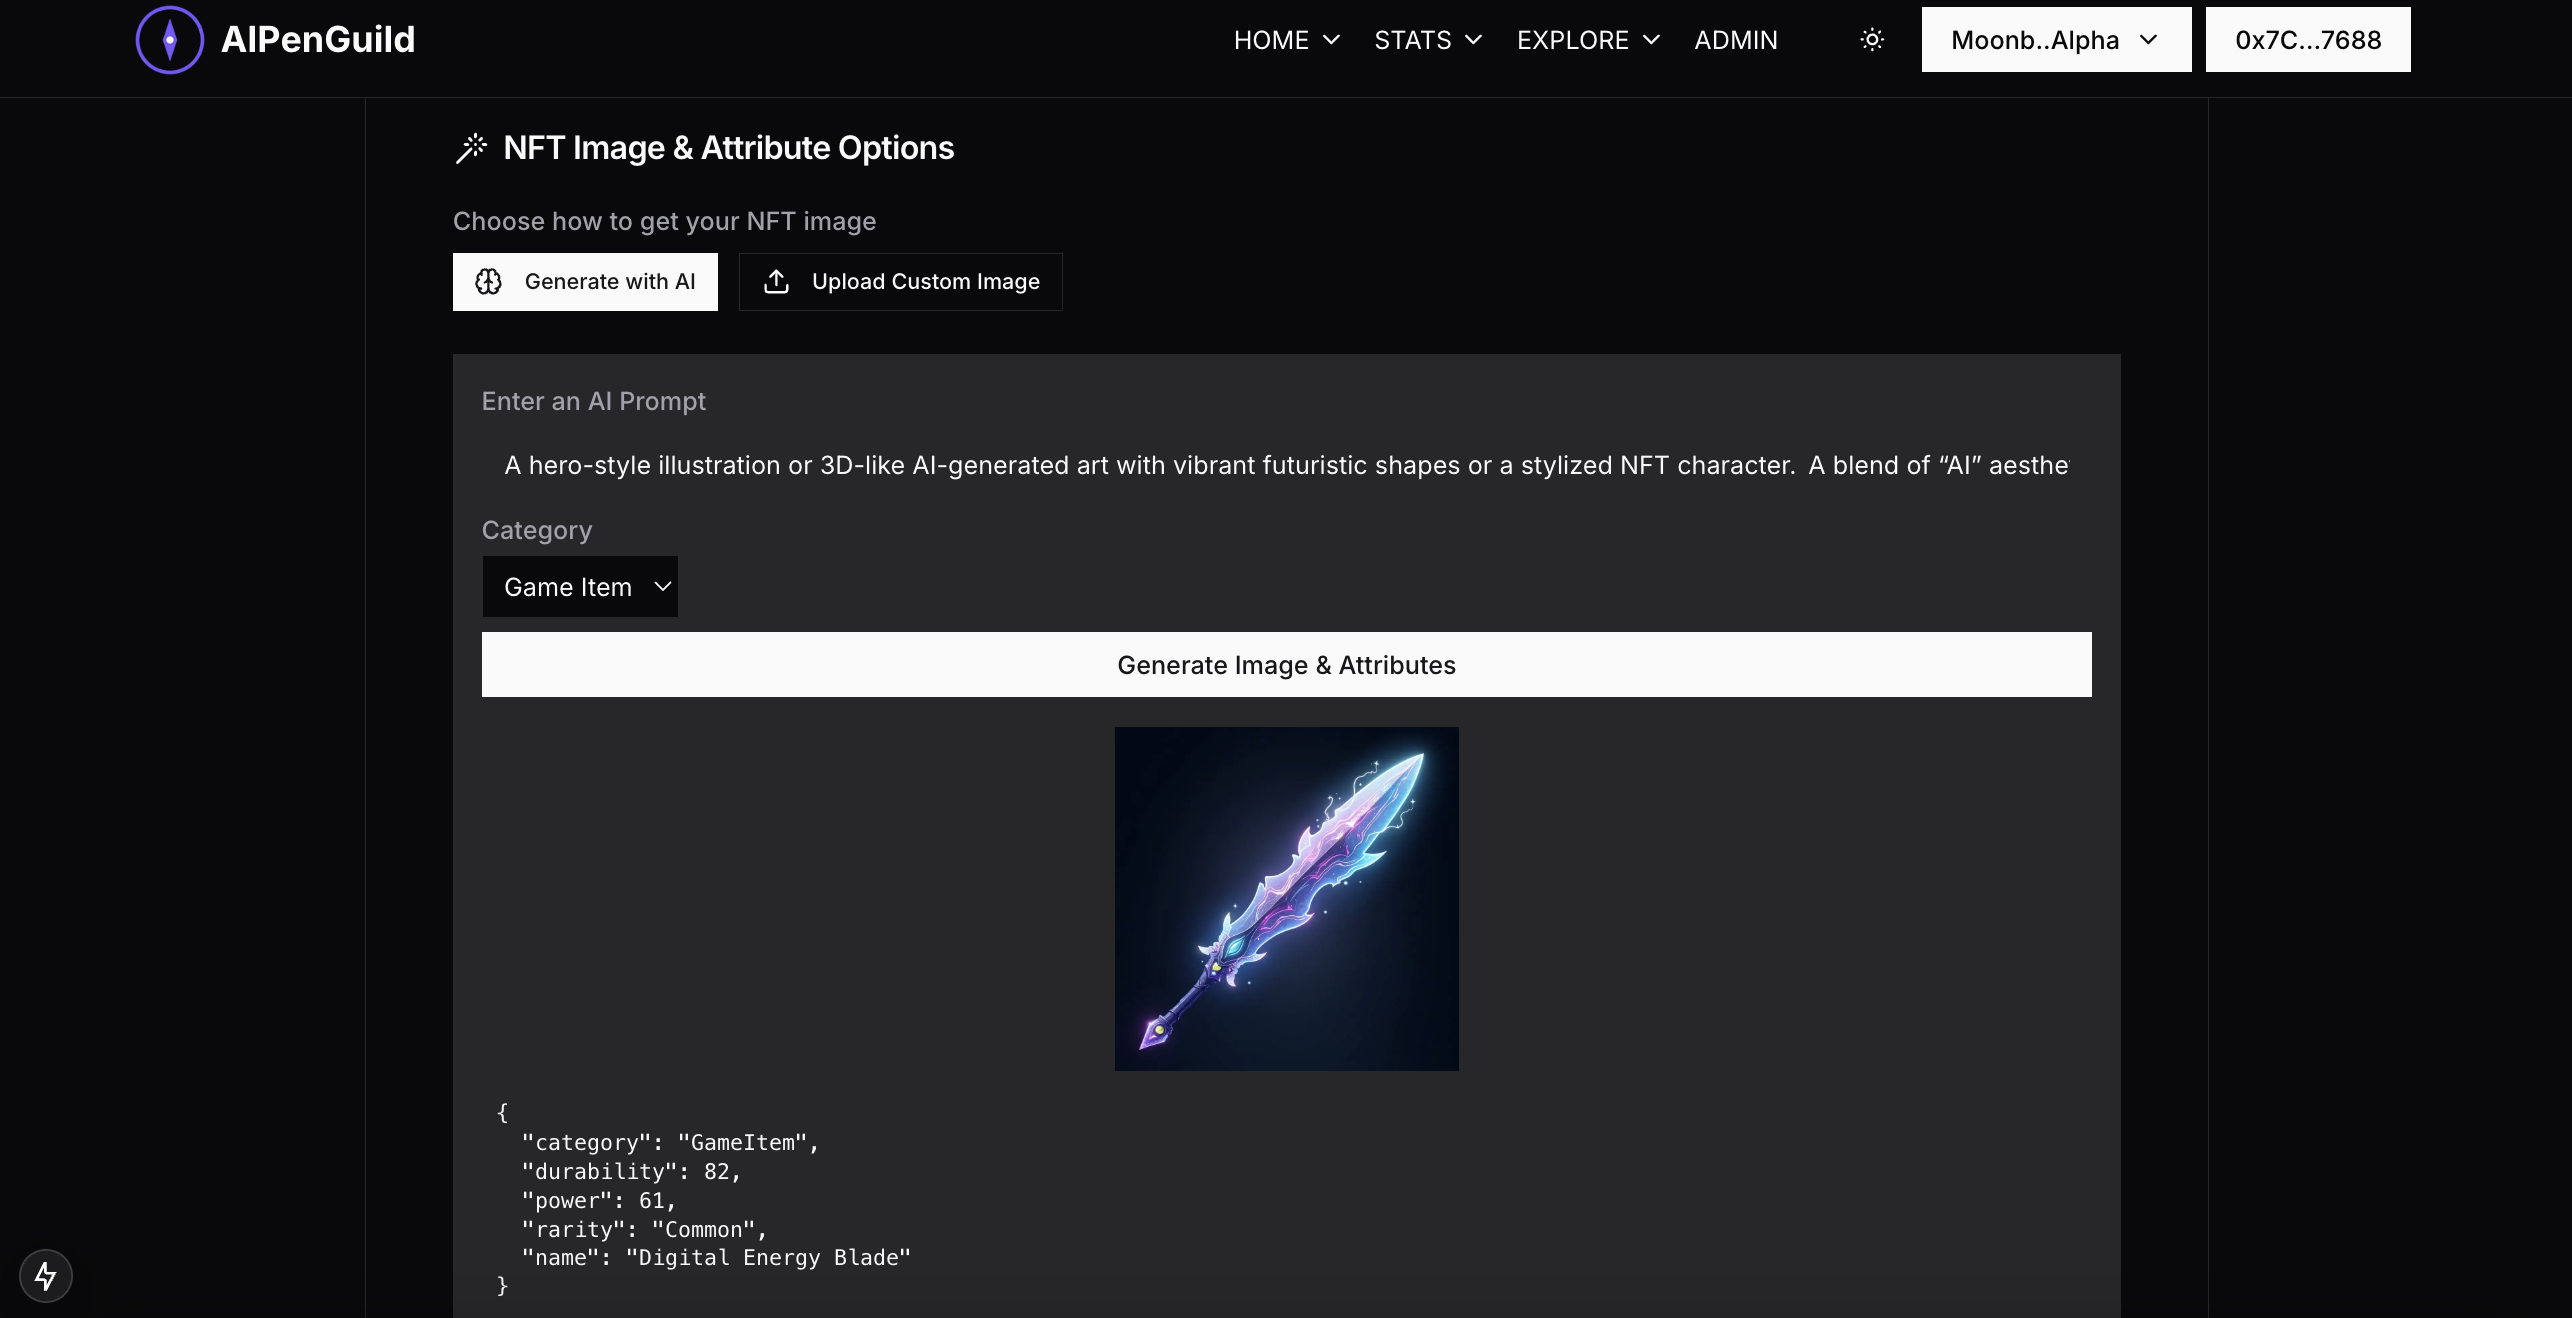 AIPenGuild
HOME
STATS
EXPLORE
ADMIN
Moonb..Alpha
0x7C...7688
NFT Image & Attribute Options
Choose how to get your NFT image
Generate with AI
Upload Custom Image
Enter an AI Prompt
A hero-style illustration or 3D-like AI-generated art with vibrant futuristic shapes or a stylized NFT character. A blend of “AI” aesthe
Category
Game Item
Generate Image & Attributes
{
"category": "GameItem",
"durability": 82,
"power": 61,
"rarity": "Common",
"name": "Digital Energy Blade"
}